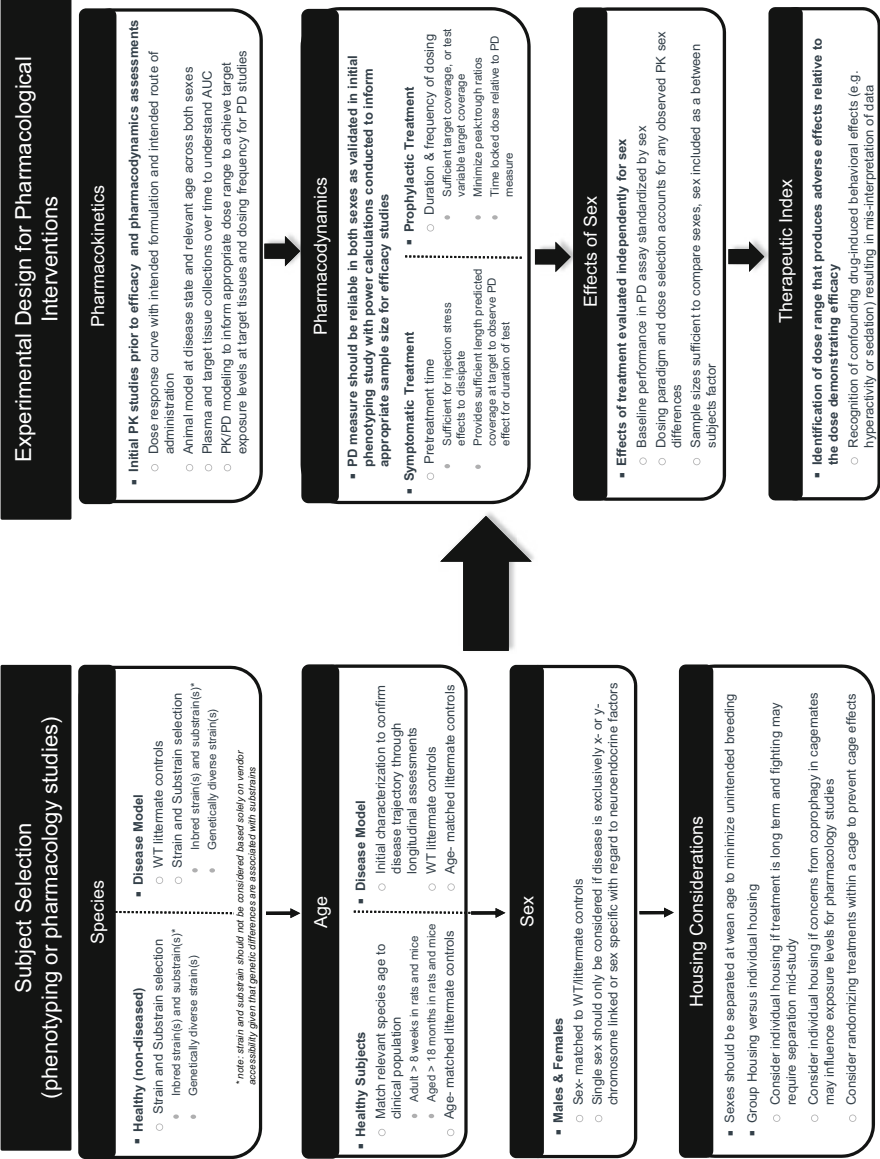 Subject Selection
(phenotyping or pharmacology studies)
Species
▪ Healthy (non-diseased)
○ Strain and Substrain selection
● Inbred strain(s) and substrain(s)*
● Genetically diverse strain(s)
▪ Disease Model
○ WT littermate controls
○ Strain and Substrain selection
● Inbred strain(s) and substrain(s)*
● Genetically diverse strain(s)
*note: strain and substrain should not be considered based solely on vendor
accessibility given that genetic differences are associated with substrains
Age
▪ Healthy Subjects
○ Match relevant species age to
clinical population
● Adult > 8 weeks in rats and mice
● Aged > 18 months in rats and mice
○ Age- matched littermate controls
▪ Disease Model
○ Initial characterization to confirm
disease trajectory through
longitudinal assessments
○ WT littermate controls
○ Age- matched littermate controls
Sex
▪ Males & Females
○ Sex- matched to WT/littermate controls
○ Single sex should only be considered if disease is exclusively x- or y-
chromosome linked or sex specific with regard to neuroendocrine factors
Housing Considerations
▪ Sexes should be separated at wean age to minimize unintended breeding
▪ Group Housing versus individual housing
○ Consider individual housing if treatment is long term and fighting may
require separation mid-study
○ Consider individual housing if concerns from coprophagy in cagemates
may influence exposure levels for pharmacology studies
○ Consider randomizing treatments within a cage to prevent cage effects
Experimental Design for Pharmacological
Interventions
Pharmacokinetics
▪ Initial PK studies prior to efficacy and pharmacodynamics assessments
○ Dose response curve with intended formulation and intended route of
administration
○ Animal model at disease state and relevant age across both sexes
○ Plasma and target tissue collections over time to understand AUC
○ PK/PD modeling to inform appropriate dose range to achieve target
exposure levels at target tissues and dosing frequency for PD studies
Pharmacodynamics
▪ PD measure should be reliable in both sexes as validated in initial
phenotyping study with power calculations conducted to inform
appropriate sample size for efficacy studies
▪ Symptomatic Treatment
○ Pretreatment time
● Sufficient for injection stress
effects to dissipate
● Provides sufficient length predicted
coverage at target to observe PD
effect for duration of test
▪ Prophylactic Treatment
○ Duration & frequency of dosing
● Sufficient target coverage, or test
variable target coverage
● Minimize peak:trough ratios
● Time locked dose relative to PD
measure
Effects of Sex
▪ Effects of treatment evaluated independently for sex
○ Baseline performance in PD assay standardized by sex
○ Dosing paradigm and dose selection accounts for any observed PK sex
differences
○ Sample sizes sufficient to compare sexes, sex included as a between
subjects factor
Therapeutic Index
▪ Identification of dose range that produces adverse effects relative to
the dose demonstrating efficacy
○ Recognition of confounding drug-induced behavioral effects (e.g.
hyperactivity or sedation) resulting in mis-interpretation of data